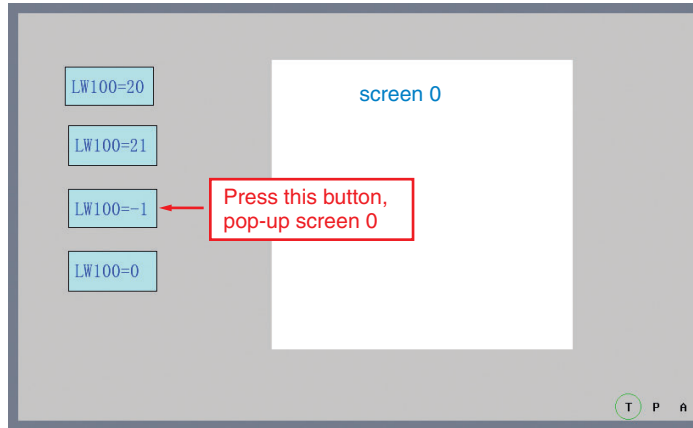 LW100=20
screen 0
LW100=21
LW100=-1
Press this button,
pop-up screen 0
LW100=0
T P A